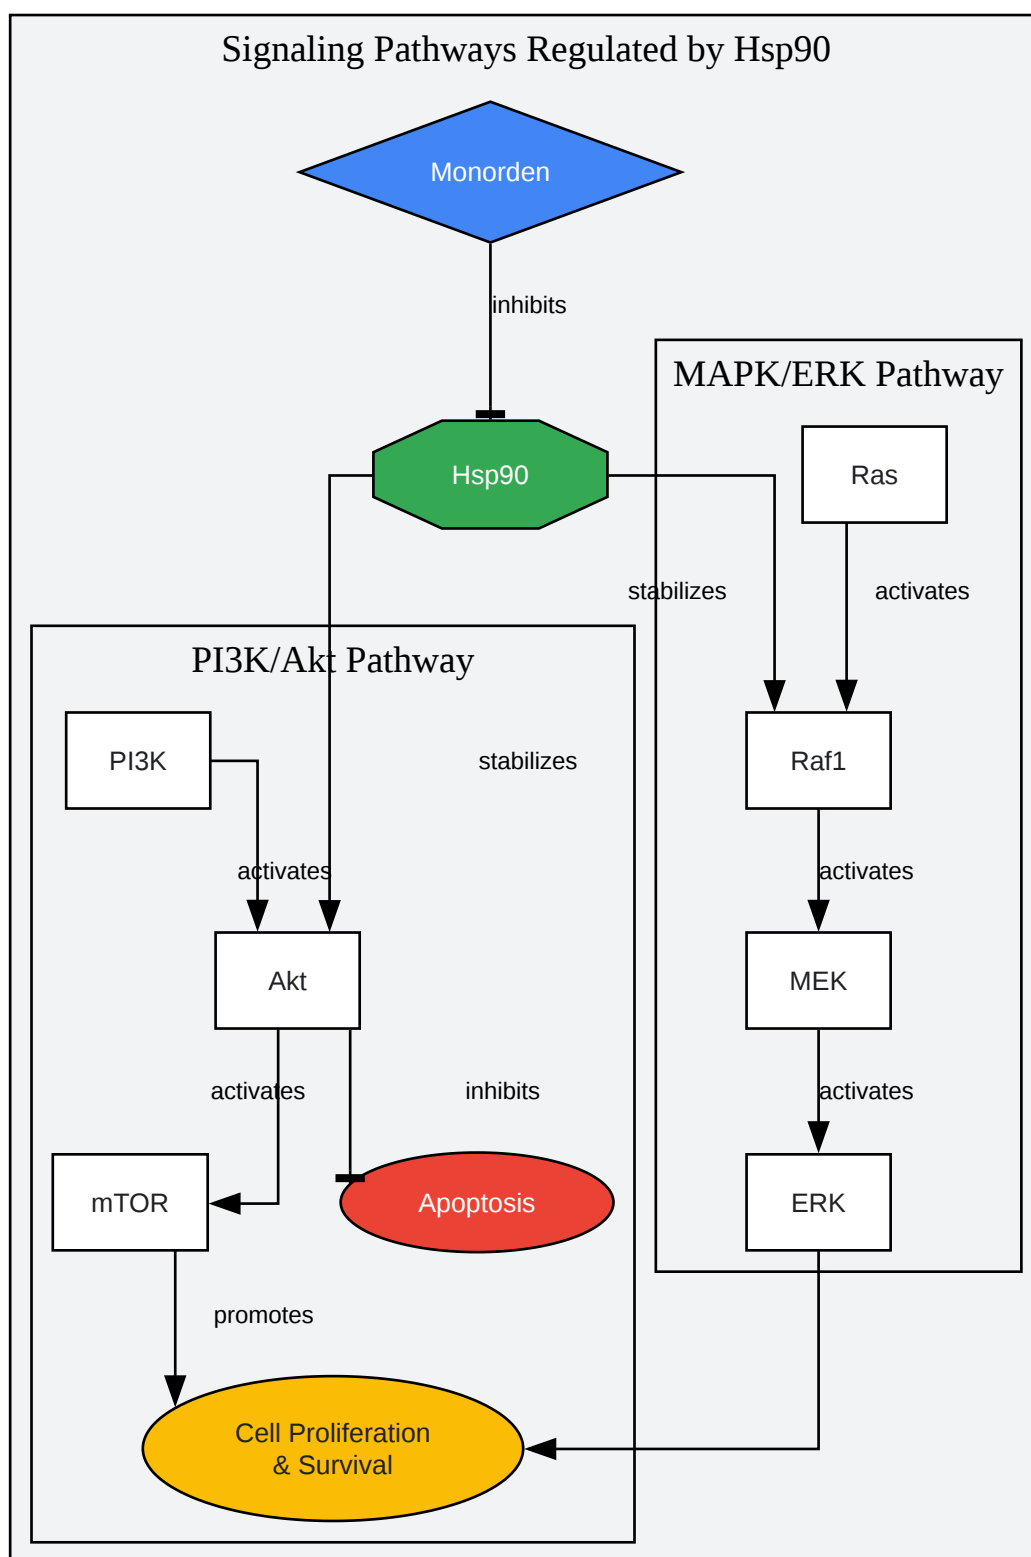 Signaling Pathways Regulated by Hsp90
Monorden
inhibits
MAPK/ERK Pathway
Hsp90
Ras
stabilizes
activates
PI3K/Akt Pathway
PI3K
stabilizes
Raf1
activates
activates
Akt
MEK
activates
inhibits
activates
mTOR
Apoptosis
ERK
promotes
Cell Proliferation
& Survival